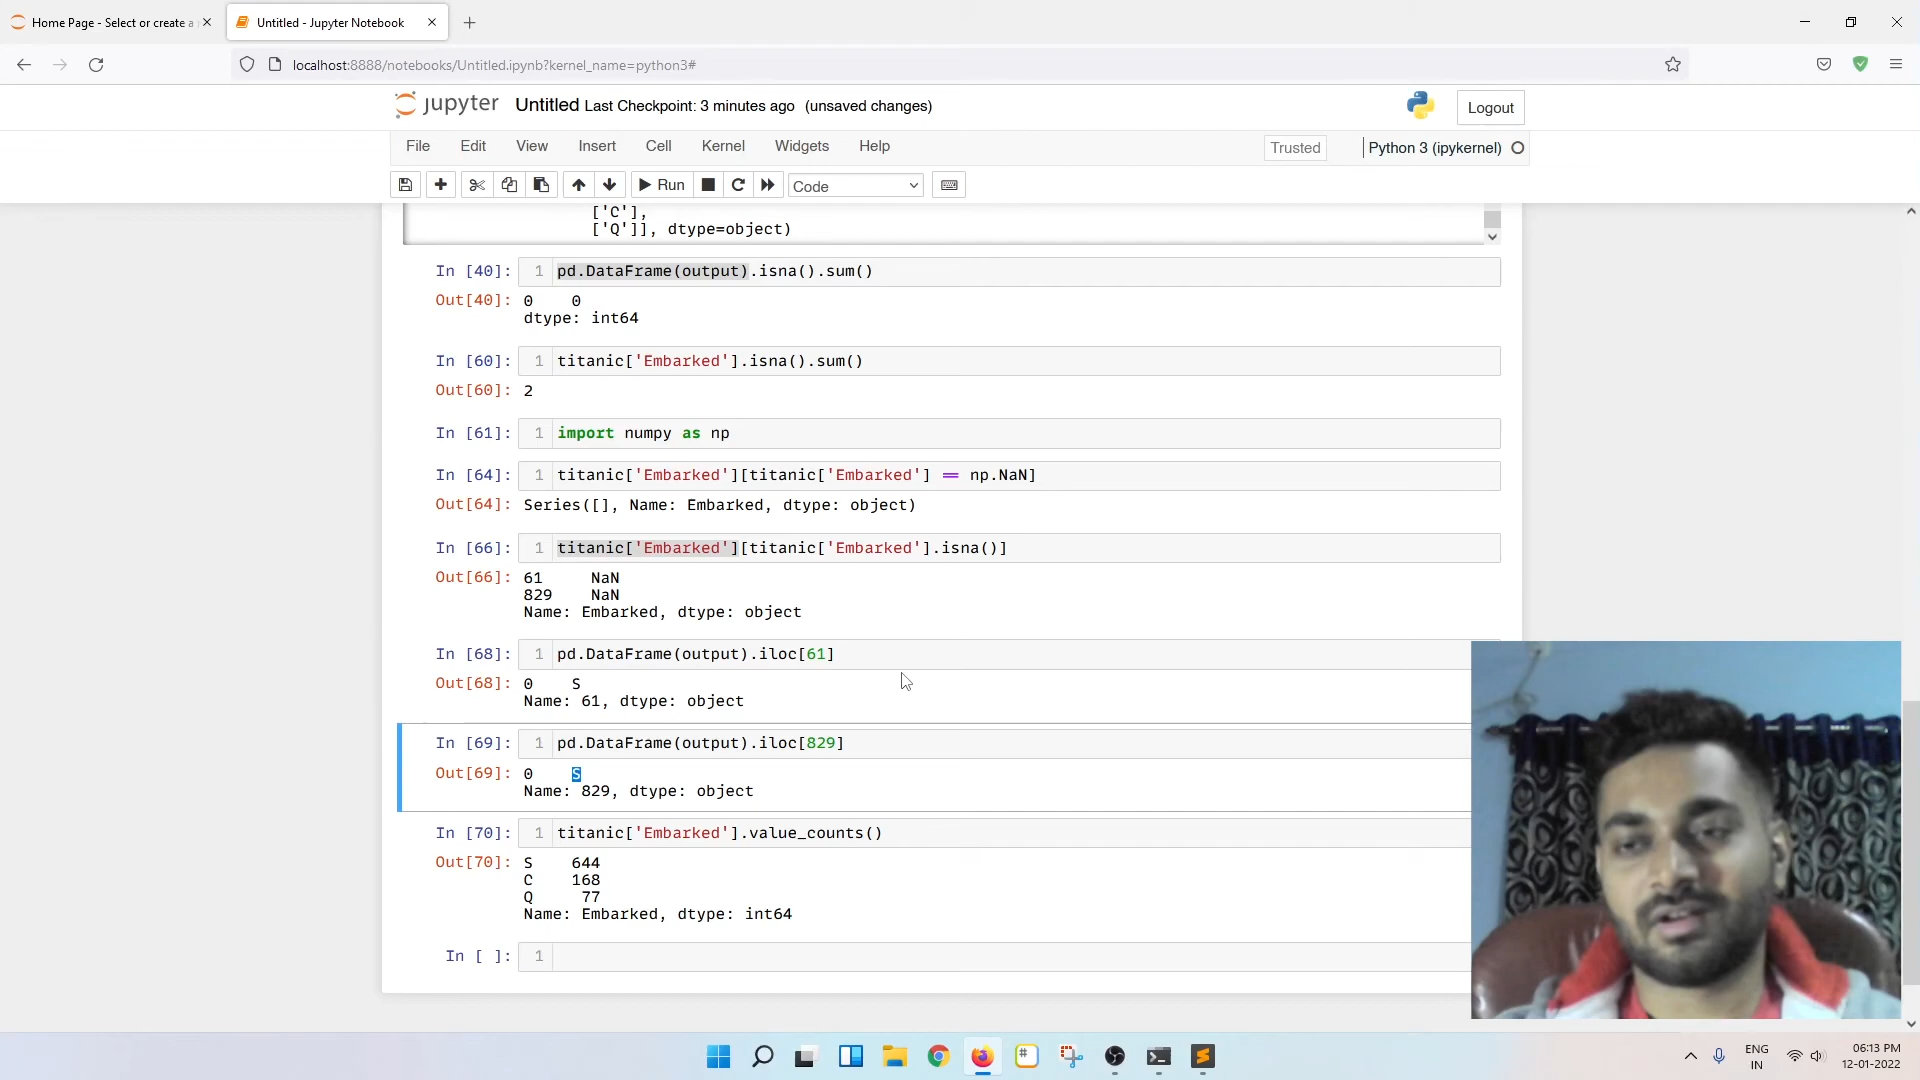 Home Page - Select or create a
Untitled - Jupyter Notebook
localhost:8888/notebooks/Untitled.ipynb?kernel_name=python3#
jupyter Untitled Last Checkpoint: 3 minutes ago (unsaved changes)
Logout
File Edit View Insert Cell Kernel Widgets Help
Trusted
Python 3 (ipykernel)
Run
Code
['C'],
['Q']], dtype=object)
In [40]: 1 pd.DataFrame(output).isna().sum()
Out[40]: 0 0
dtype: int64
In [60]: 1 titanic['Embarked'].isna().sum()
Out[60]: 2
In [61]: 1 import numpy as np
In [64]: 1 titanic['Embarked'][titanic['Embarked'] == np.NaN]
Out[64]: Series([], Name: Embarked, dtype: object)
In [66]: 1 titanic['Embarked'][titanic['Embarked'].isna()]
Out[66]: 61 NaN
829 NaN
Name: Embarked, dtype: object
In [68]: 1 pd.DataFrame(output).iloc[61]
Out[68]: 0 S
Name: 61, dtype: object
In [69]: 1 pd.DataFrame(output).iloc[829]
Out[69]: 0 S
Name: 829, dtype: object
In [70]: 1 titanic['Embarked'].value_counts()
Out[70]: S 644
C 168
Q 77
Name: Embarked, dtype: int64
In [ ]: 1
ENG
IN
06:13 PM
12-01-2022